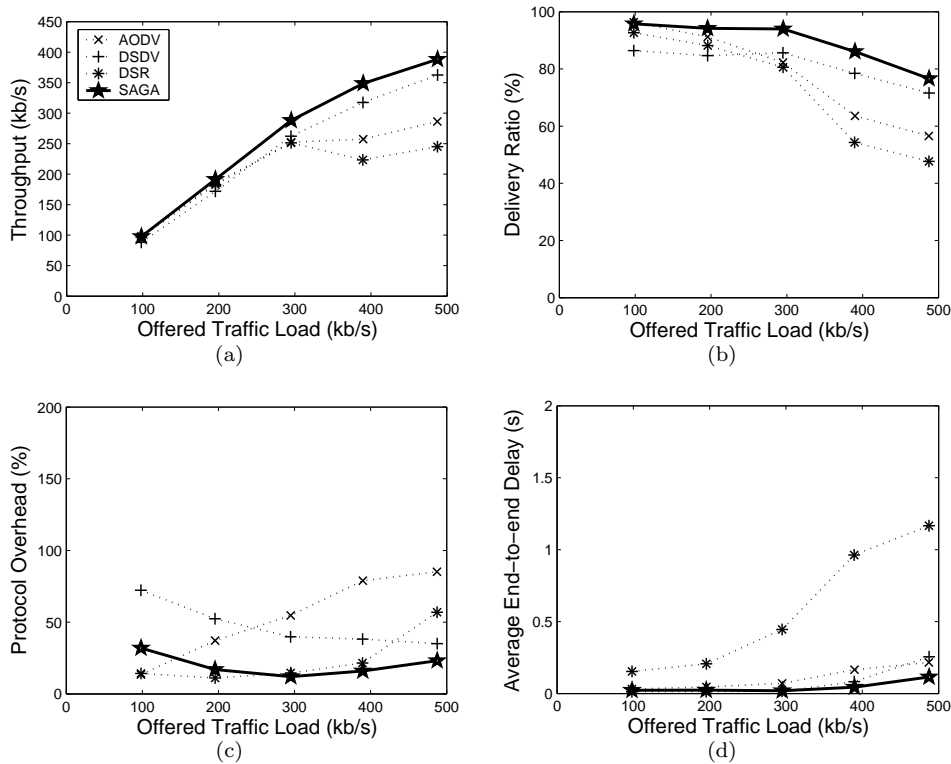 450
400
350
300
250
200
150
100
50
0
Throughput (kb/s)
AODV
DSDV
DSR
SAGA
0 100 200 300 400 500
Offered Traffic Load (kb/s)
(a)
100
80
60
40
20
0
Delivery Ratio (%)
0 100 200 300 400 500
Offered Traffic Load (kb/s)
(b)
200
150
100
50
0
Protocol Overhead (%)
0 100 200 300 400 500
Offered Traffic Load (kb/s)
(c)
2
1.5
1
0.5
0
Average End−to−end Delay (s)
0 100 200 300 400 500
Offered Traffic Load (kb/s)
(d)